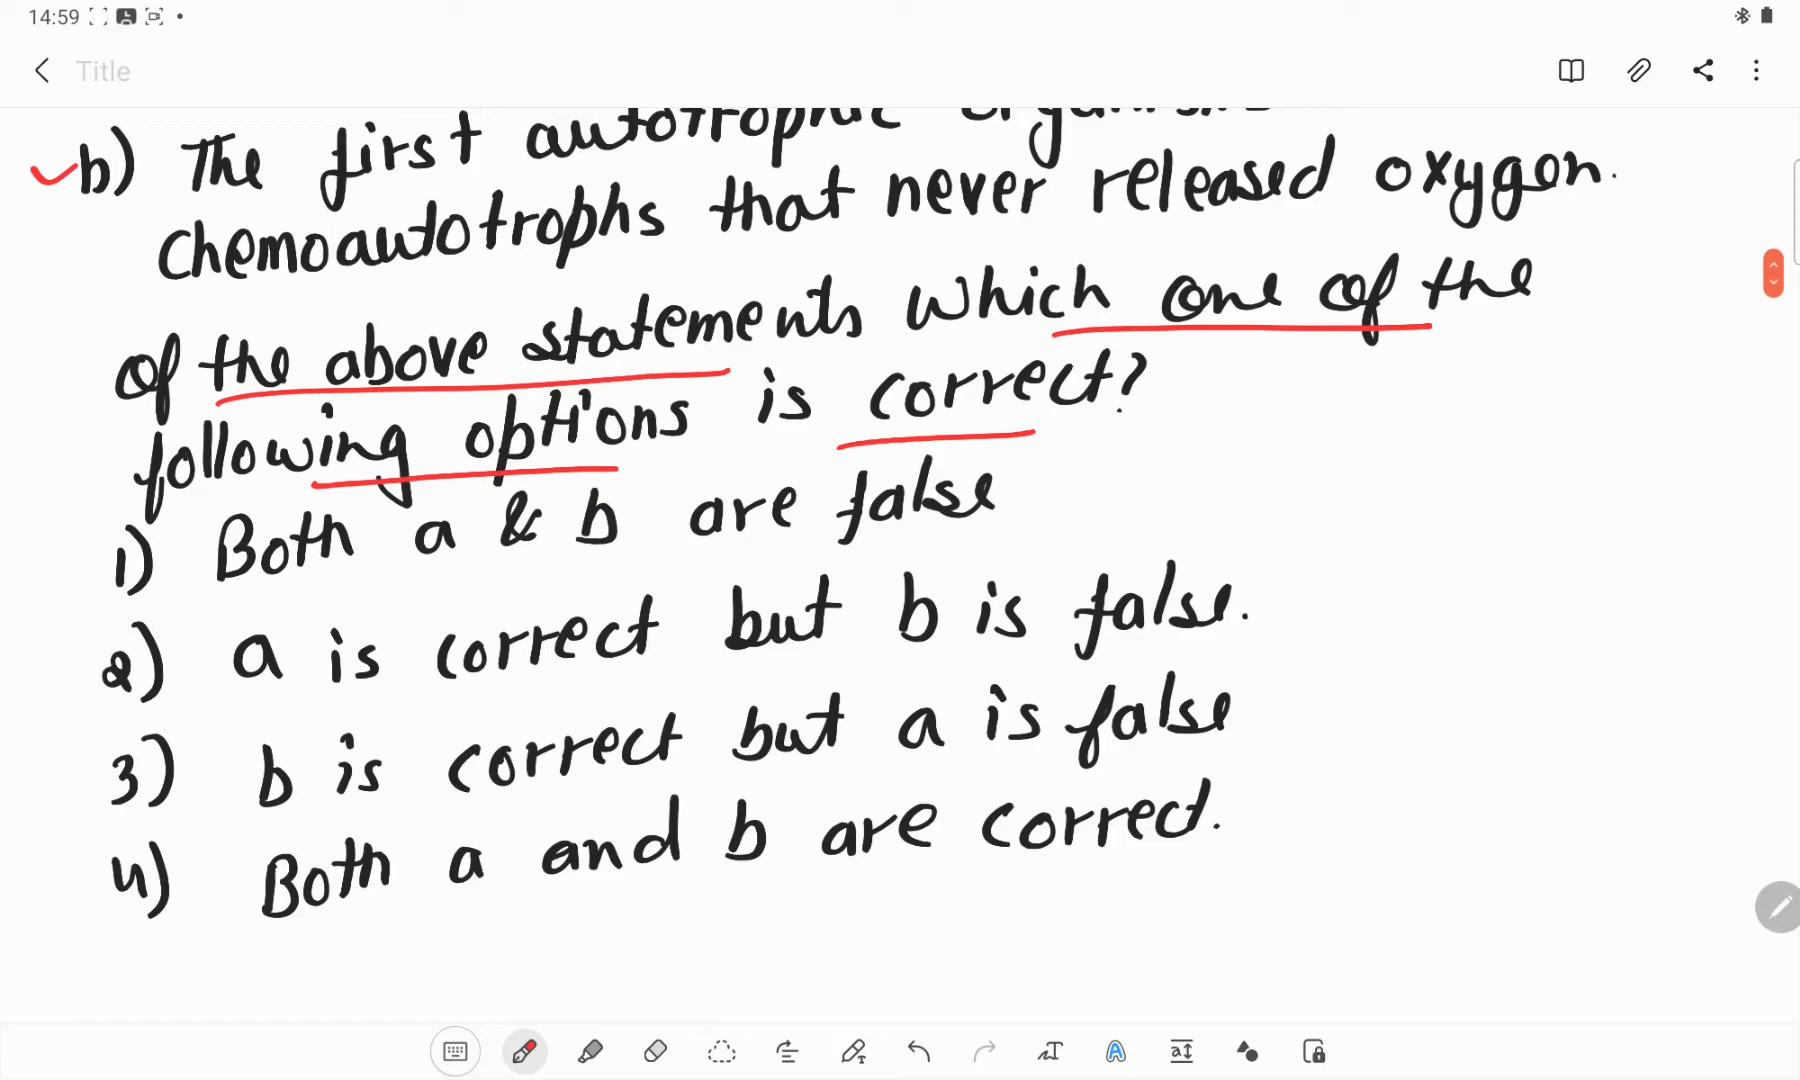 14:59
Title
b) The first autotrophic
chemoautotrophs that never released oxygen.
of the above statements which one of the
following options is correct?
1) Both a & b are false
2) a is correct but b is false.
3) b is correct but a is false
4) Both a and b are correct.